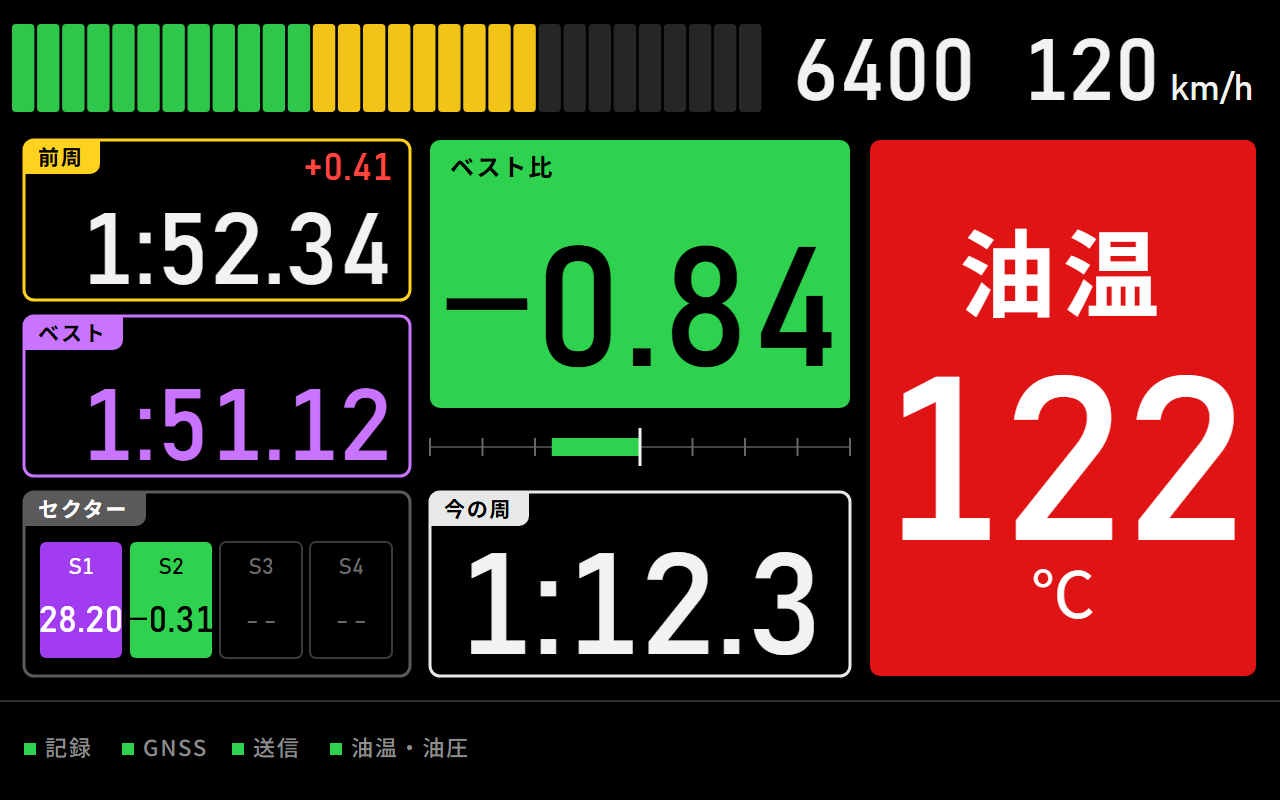 6400 120 km/h
前周 +0.41
1:52.34
ベスト
1:51.12
セクター
S1 S2 S3 S4
28.20 −0.31 −− −−
ベスト比
−0.84
今の周
1:12.3
油温
122
℃
記録 GNSS 送信 油温・油圧